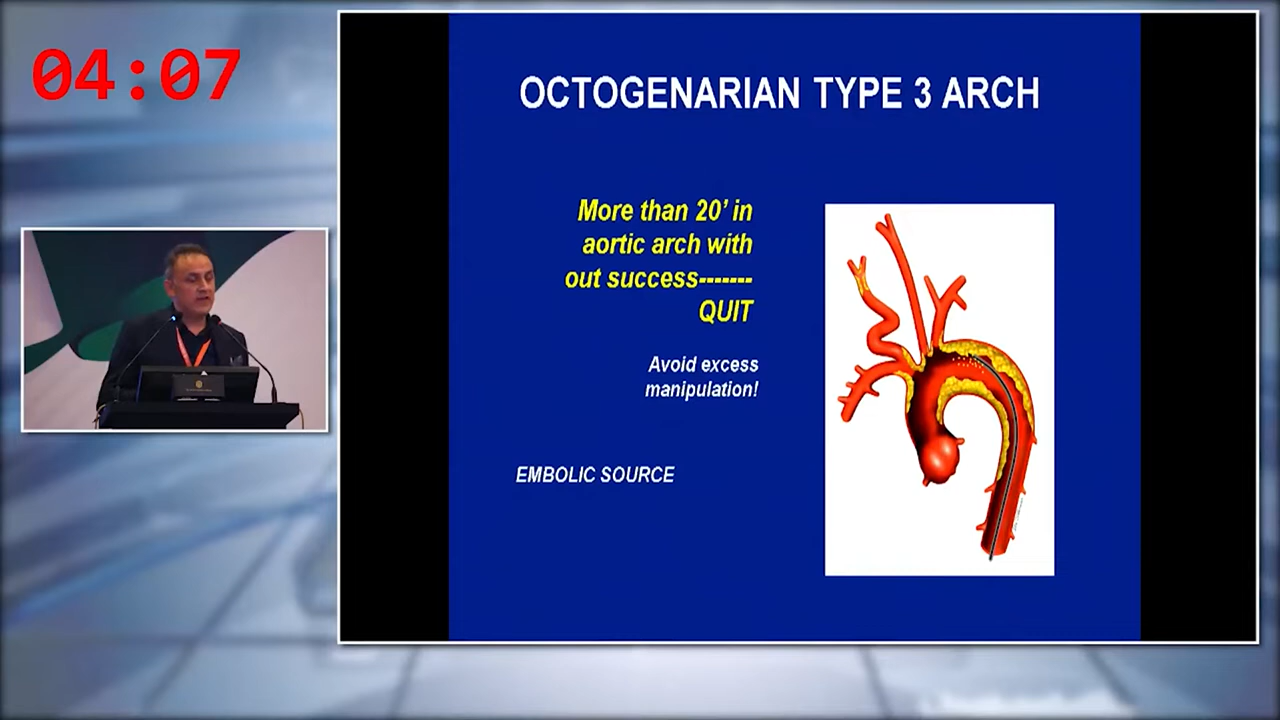 04:07
OCTOGENARIAN TYPE 3 ARCH
More than 20' in
aortic arch with
out success-------
QUIT
Avoid excess
manipulation!
EMBOLIC SOURCE